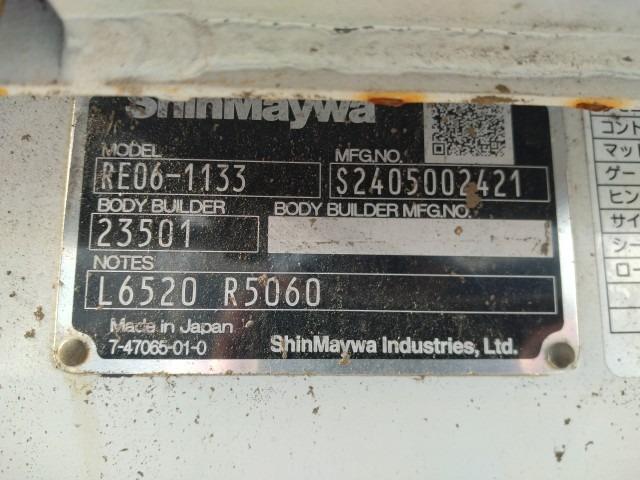 ShinMaywa
MODEL MFG.NO.
RE06-1133 S2405002421
BODY BUILDER BODY BUILDER MFG.NO.
23501
NOTES
L6520 R5060
Made in Japan
7-47065-01-0 ShinMaywa Industries, Ltd.
コント
マット
ゲー
ヒン
サイ
シー
ロー